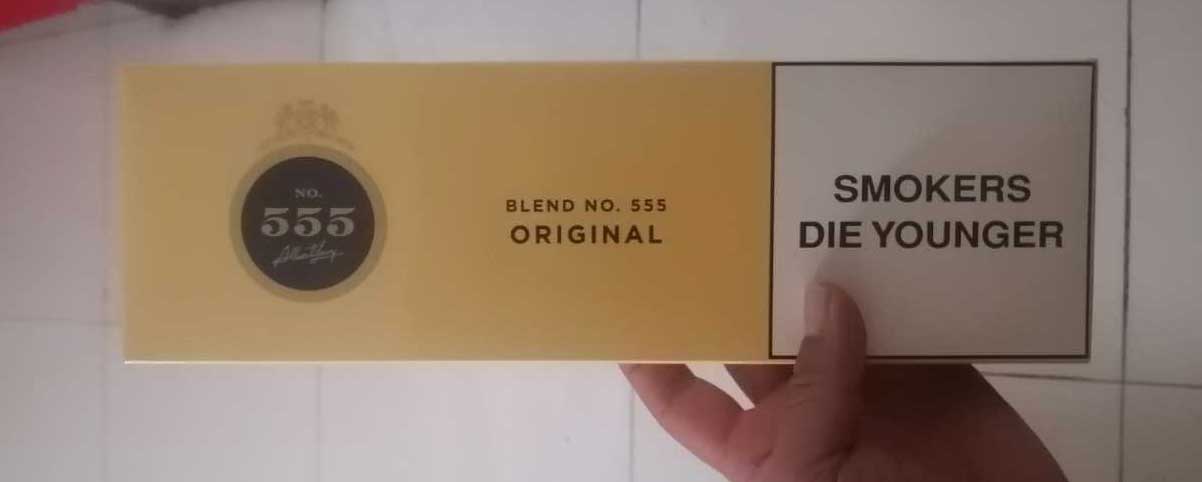 NO.
555
BLEND NO. 555
ORIGINAL
SMOKERS
DIE YOUNGER